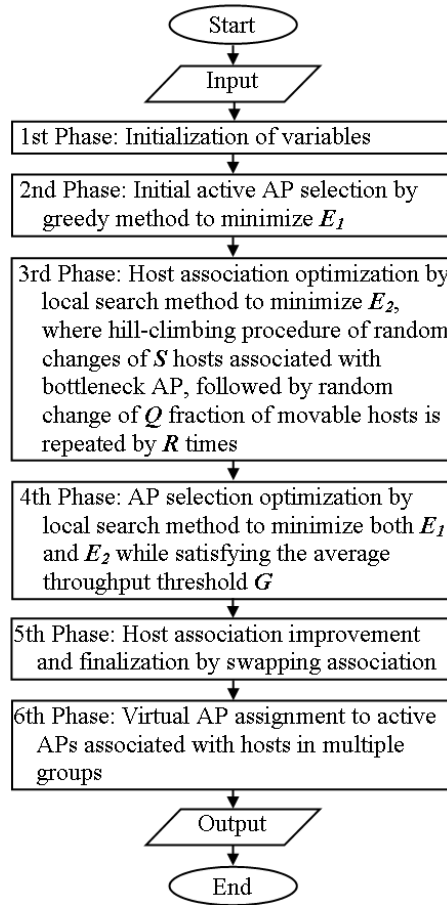 Start
Input
1st Phase: Initialization of variables
2nd Phase: Initial active AP selection by
greedy method to minimize E1
3rd Phase: Host association optimization by
local search method to minimize E2,
where hill-climbing procedure of random
changes of S hosts associated with
bottleneck AP, followed by random
change of Q fraction of movable hosts is
repeated by R times
4th Phase: AP selection optimization by
local search method to minimize both E1
and E2 while satisfying the average
throughput threshold G
5th Phase: Host association improvement
and finalization by swapping association
6th Phase: Virtual AP assignment to active
APs associated with hosts in multiple
groups
Output
End